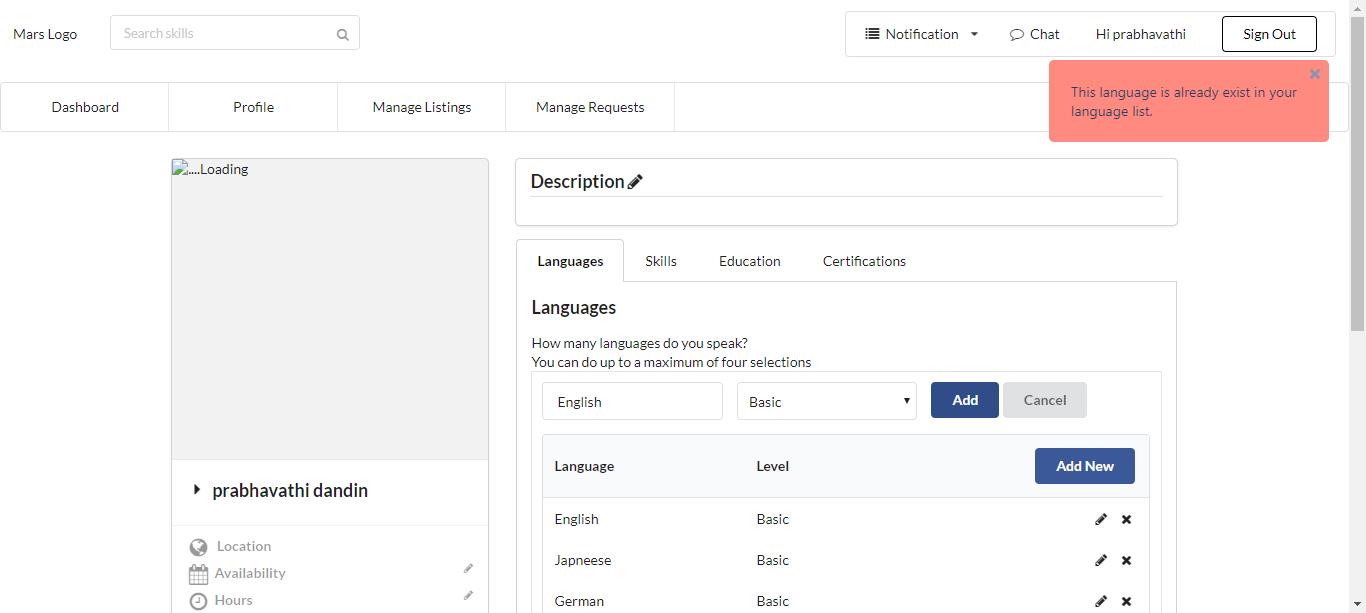 Mars Logo
Search skills
Notification
Chat
Hi prabhavathi
Sign Out
This language is already exist in your
language list.
Dashboard
Profile
Manage Listings
Manage Requests
....Loading
Description
Languages
Skills
Education
Certifications
Languages
How many languages do you speak?
You can do up to a maximum of four selections
English
Basic
Add
Cancel
Language
Level
Add New
English
Basic
Japneese
Basic
German
Basic
prabhavathi dandin
Location
Availability
Hours